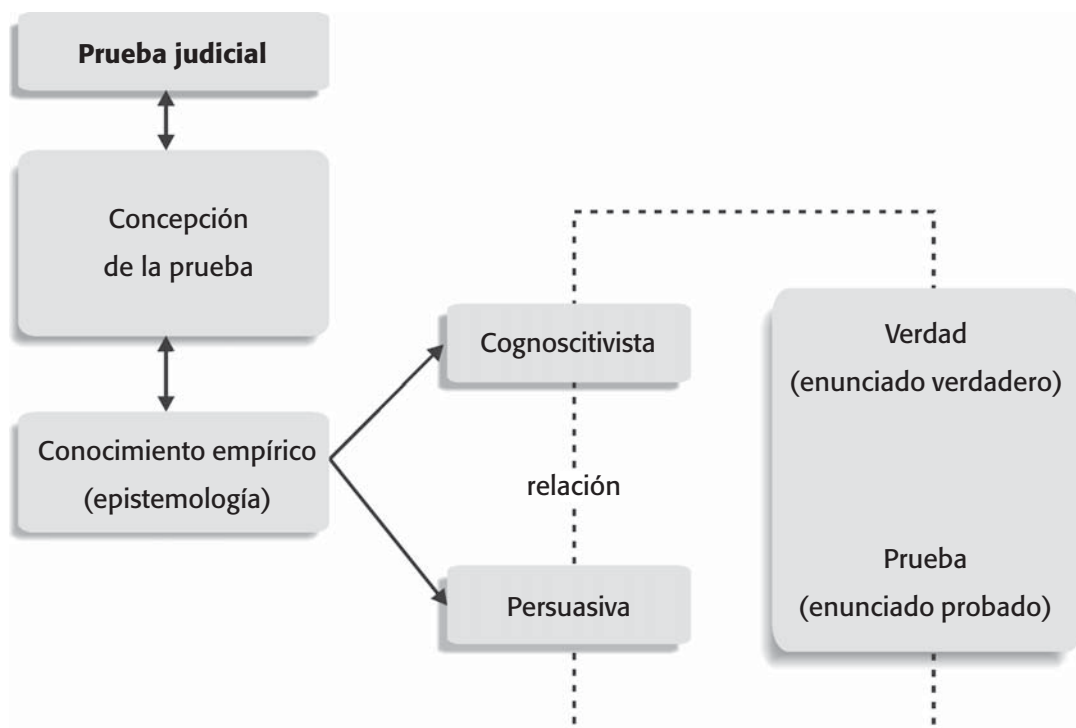 Prueba judicial
Concepción
de la prueba
Conocimiento empírico
(epistemología)
Cognoscitivista
relación
Persuasiva
Verdad
(enunciado verdadero)
Prueba
(enunciado probado)